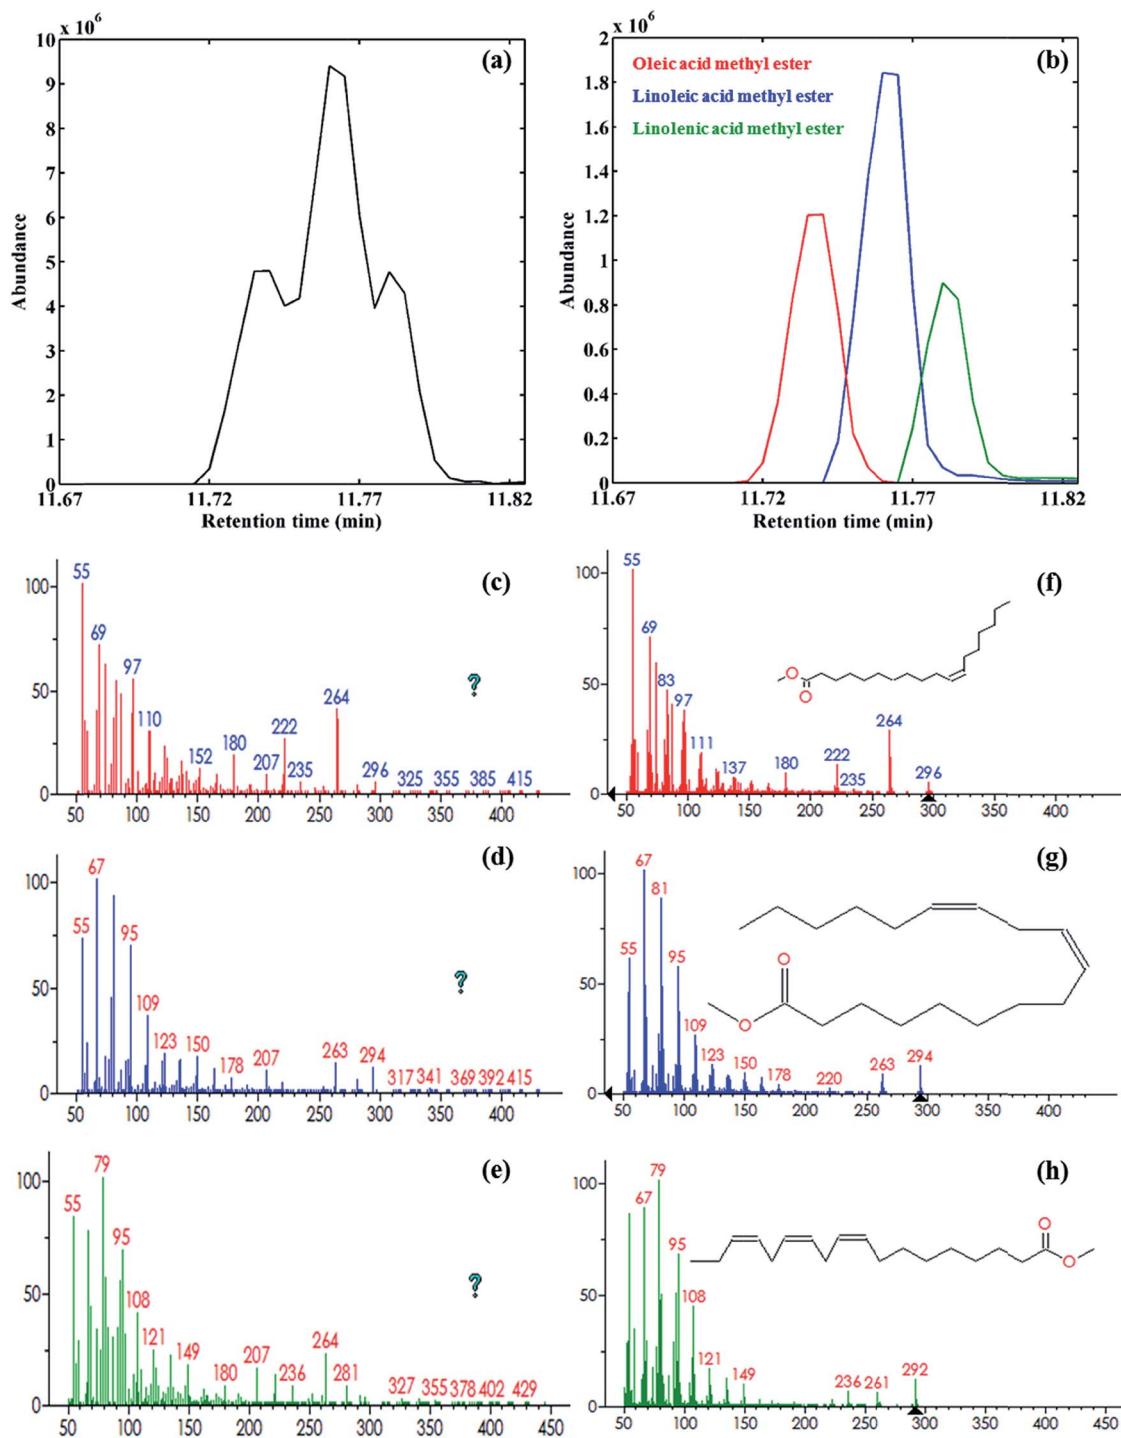 x 10⁶
(a)
10
9
8
7
6
5
4
3
2
1
0
11.67 11.72 11.77 11.82
Abundance
Retention time (min)
x 10⁶
(b)
Oleic acid methyl ester
Linoleic acid methyl ester
Linolenic acid methyl ester
2
1.8
1.6
1.4
1.2
1
0.8
0.6
0.4
0.2
0
11.67 11.72 11.77 11.82
Abundance
Retention time (min)
(c)
100
50
0
55 69 97 110 152 180 207 222 235 264 296 325 355 385 415
?
50 100 150 200 250 300 350 400
(f)
100
50
0
55 69 83 97 111 137 180 222 235 264 296
O
O
50 100 150 200 250 300 350 400
(d)
100
50
0
55 67 95 109 123 150 178 207 263 294 317 341 369 392 415
?
50 100 150 200 250 300 350 400
(g)
100
50
0
55 67 81 95 109 123 150 178 220 263 294
O
O
50 100 150 200 250 300 350 400
(e)
100
50
0
55 79 95 108 121 149 180 207 236 264 281 327 355 378 402 429
?
50 100 150 200 250 300 350 400 450
(h)
100
50
0
67 79 95 108 121 149 236 261 292
O
O
50 100 150 200 250 300 350 400 450